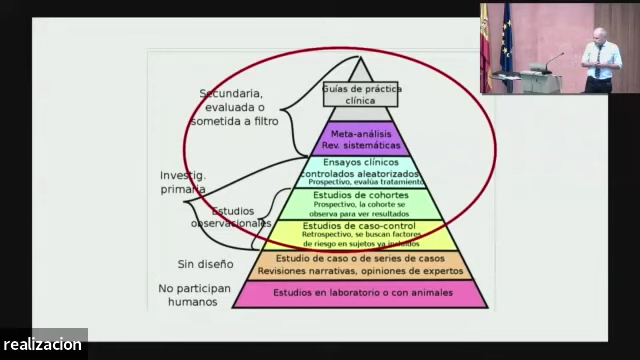 Guías de práctica
clínica
Secundaria,
evaluada o
sometida a filtro
Meta-análisis
Rev. sistemáticas
Ensayos clínicos
controlados aleatorizados
Prospectivo, evalúa tratamiento
Investig.
primaria
Estudios de cohortes
Prospectivo, la cohorte se
observa para ver resultados
Estudios
observasionales
Estudios de caso-control
Retrospectivo, se buscan factores
de riesgo en sujetos ya incluidos
Sin diseño
Estudio de caso o de series de casos
Revisiones narrativas, opiniones de expertos
No participan
humanos
Estudios en laboratorio o con animales
realizacion